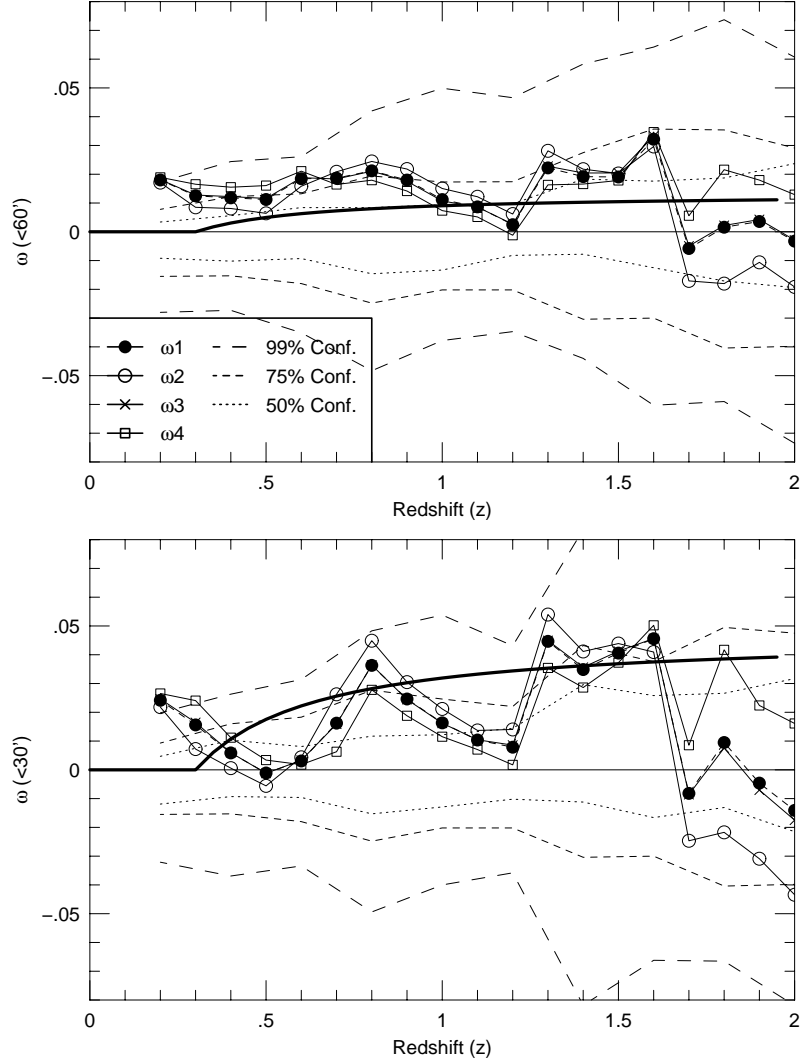 .05
0
−.05
ω (<60')
ω1
99% Conf.
ω2
75% Conf.
ω3
50% Conf.
ω4
0
.5
1
1.5
2
Redshift (z)
.05
0
−.05
ω (<30')
0
.5
1
1.5
2
Redshift (z)